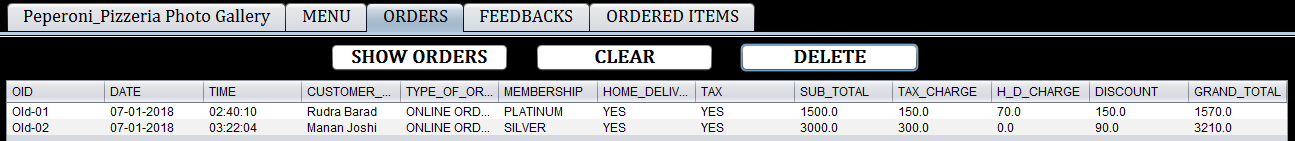 Peperoni_Pizzeria Photo Gallery MENU ORDERS FEEDBACKS ORDERED ITEMS
SHOW ORDERS CLEAR DELETE
OID DATE TIME CUSTOMER_... TYPE_OF_OR... MEMBERSHIP HOME_DELIV... TAX SUB_TOTAL TAX_CHARGE H_D_CHARGE DISCOUNT GRAND_TOTAL
Old-01 07-01-2018 02:40:10 Rudra Barad ONLINE ORD... PLATINUM YES YES 1500.0 150.0 70.0 150.0 1570.0
Old-02 07-01-2018 03:22:04 Manan Joshi ONLINE ORD... SILVER YES YES 3000.0 300.0 0.0 90.0 3210.0